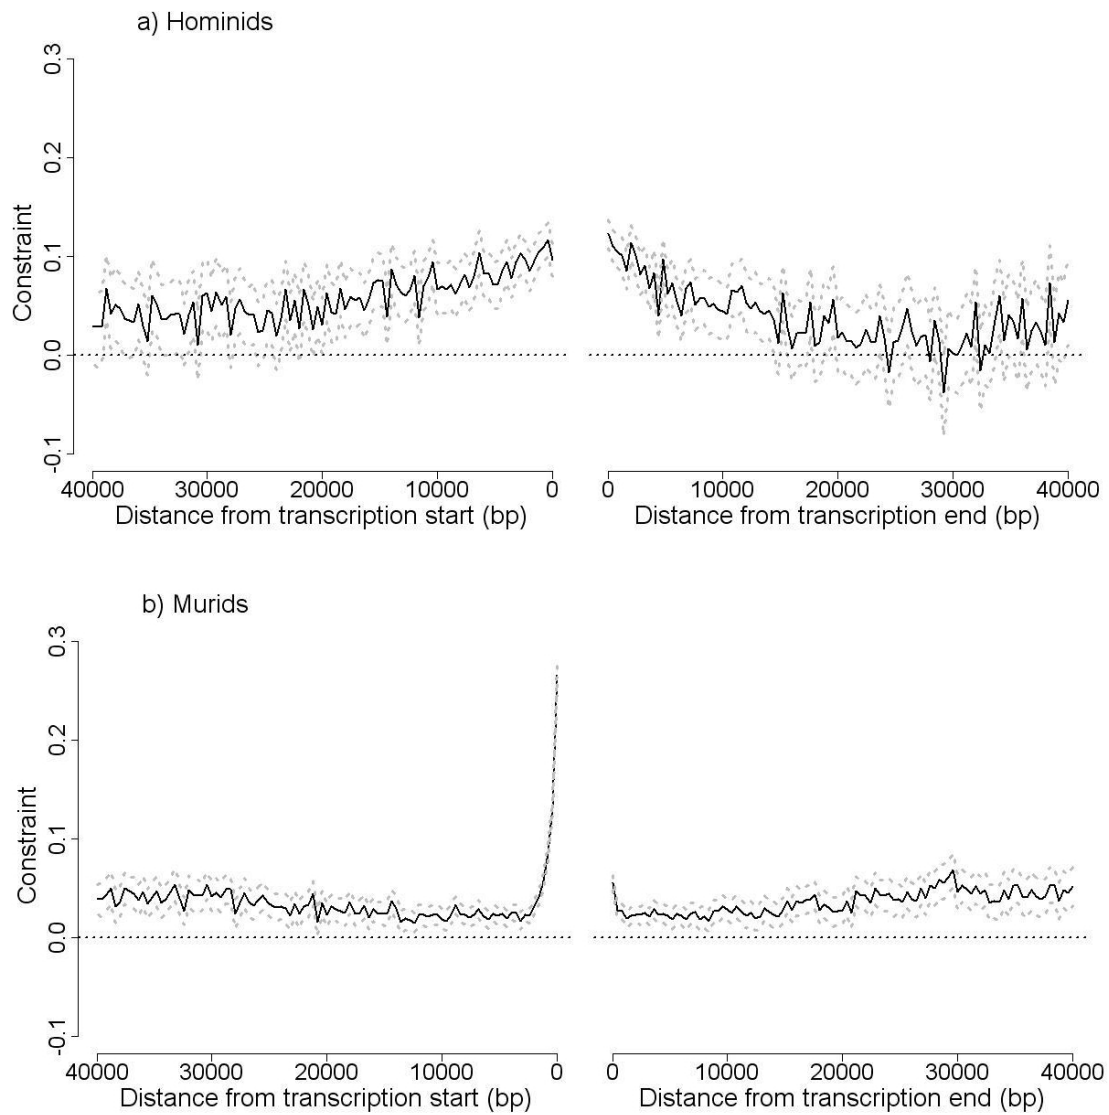 a) Hominids
0.3
0.2
0.1
0.0
-0.1
Constraint
40000 30000 20000 10000 0
Distance from transcription start (bp)
0 10000 20000 30000 40000
Distance from transcription end (bp)
b) Murids
0.3
0.2
0.1
0.0
-0.1
Constraint
40000 30000 20000 10000 0
Distance from transcription start (bp)
0 10000 20000 30000 40000
Distance from transcription end (bp)